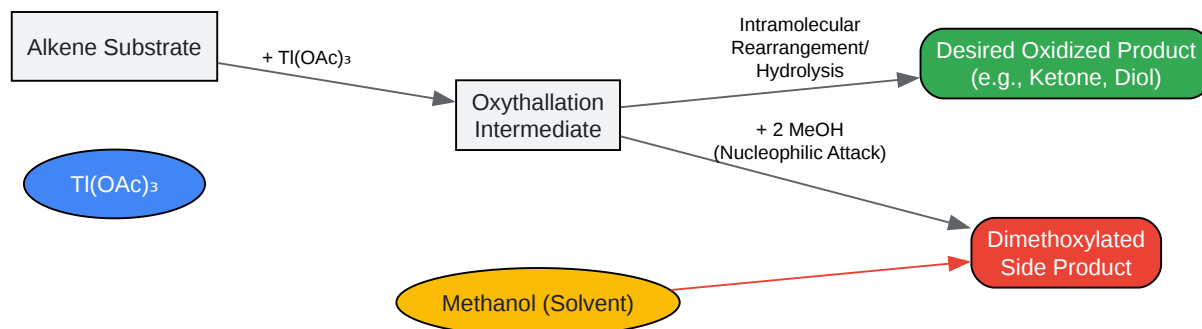 Alkene Substrate
+ Tl(OAc)₃
Oxythallation
Intermediate
Intramolecular
Rearrangement/
Hydrolysis
Desired Oxidized Product
(e.g., Ketone, Diol)
+ 2 MeOH
(Nucleophilic Attack)
Tl(OAc)₃
Dimethoxylated
Side Product
Methanol (Solvent)